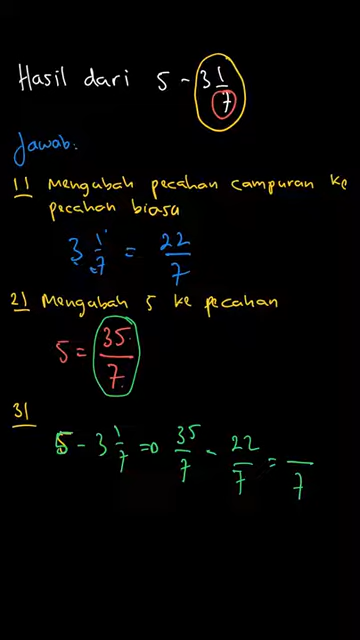 Hasil dari 5 - 3 1/7
Jawab:
1) Mengubah pecahan campuran ke
pecahan biasa
3 1/7 = 22/7
2) Mengubah 5 ke pecahan
5 = 35/7
3)
5 - 3 1/7 => 35/7 - 22/7 = /7